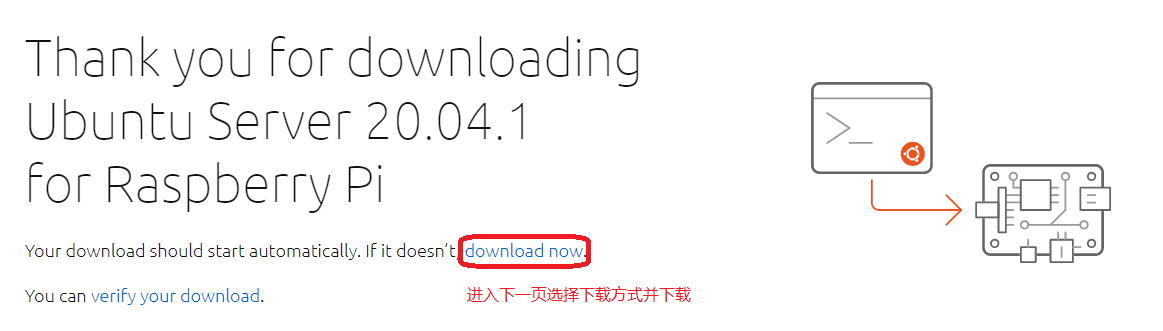 Thank you for downloading
Ubuntu Server 20.04.1
for Raspberry Pi
Your download should start automatically. If it doesn’t, download now.
You can verify your download.
进入下一页选择下载方式并下载